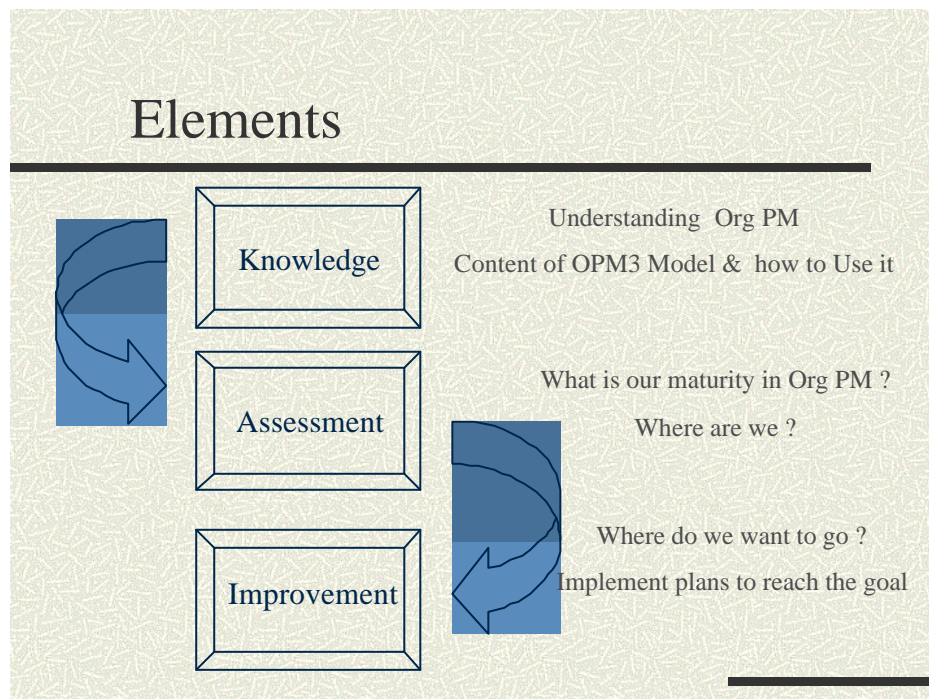 Elements
Knowledge
Understanding Org PM
Content of OPM3 Model & how to Use it
Assessment
What is our maturity in Org PM ?
Where are we ?
Improvement
Where do we want to go ?
Implement plans to reach the goal